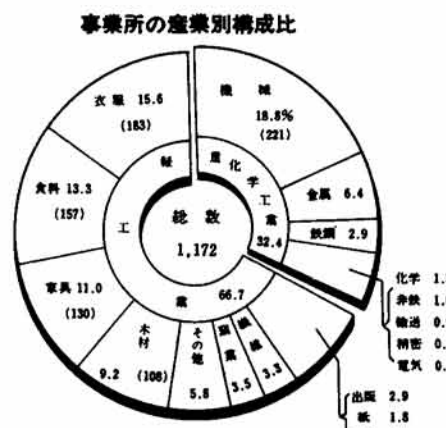 事業所の産業別構成比
機械
18.8%
(221)
金属 6.4
鉄鋼 2.9
化学 1.
非鉄 1.
輸送 0.
精密 0.
電気 0.
重化学工業
32.4
総数
1,172
軽工業
66.7
衣服 15.6
(183)
食料 13.3
(157)
家具 11.0
(130)
木材
9.2 (108)
その他
5.8
窯業
3.5
繊維
3.3
出版 2.9
紙 1.8